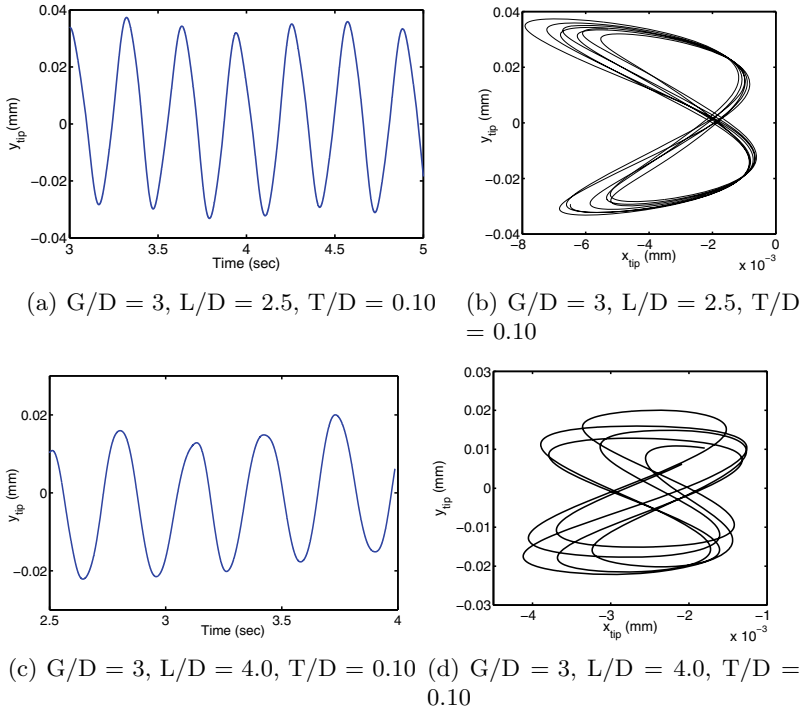 0.04
0.02
0
−0.02
−0.04
3
3.5
4
4.5
5
y_tip (mm)
Time (sec)
0.04
0.02
0
−0.02
−0.04
−8
−6
−4
−2
0
y_tip (mm)
x_tip (mm)
x 10^−3
(a) G/D = 3, L/D = 2.5, T/D = 0.10
(b) G/D = 3, L/D = 2.5, T/D
= 0.10
0.02
0
−0.02
2.5
3
3.5
4
y_tip (mm)
Time (sec)
0.03
0.02
0.01
0
−0.01
−0.02
−0.03
−4
−3
−2
−1
y_tip (mm)
x_tip (mm)
x 10^−3
(c) G/D = 3, L/D = 4.0, T/D = 0.10
(d) G/D = 3, L/D = 4.0, T/D =
0.10